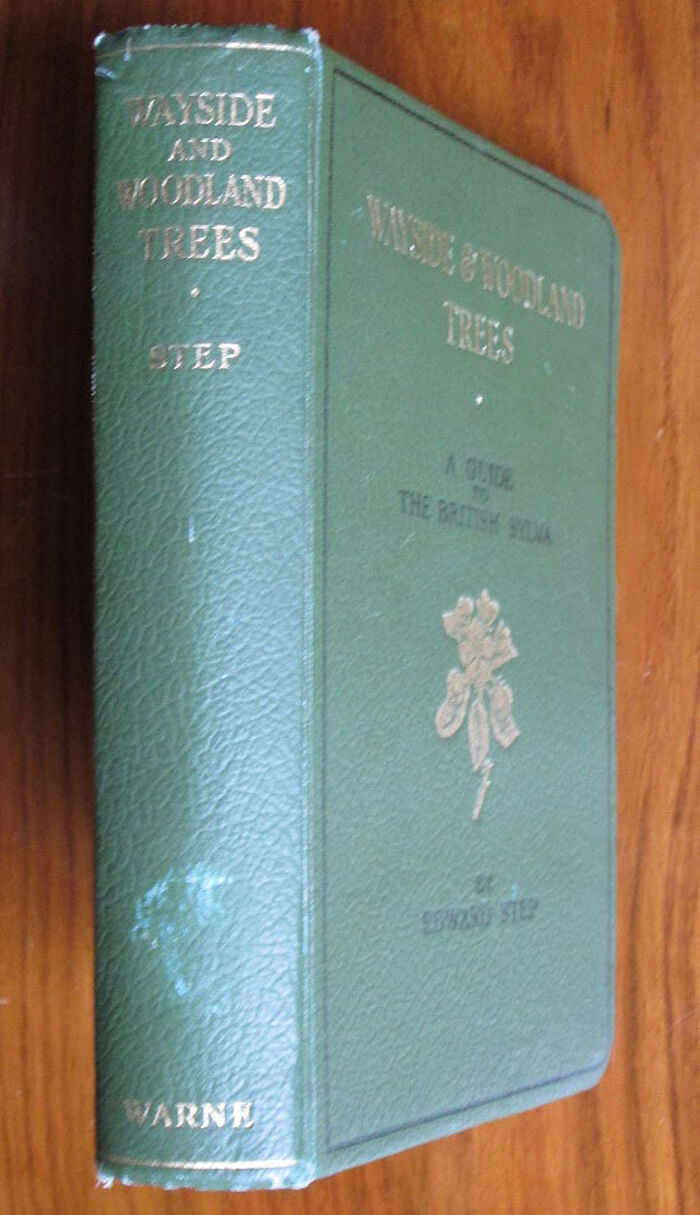 WAYSIDE
AND
WOODLAND
TREES
STEP
WARNE
WAYSIDE & WOODLAND
TREES
A GUIDE
TO
THE BRITISH SYLVA
BY
EDWARD STEP